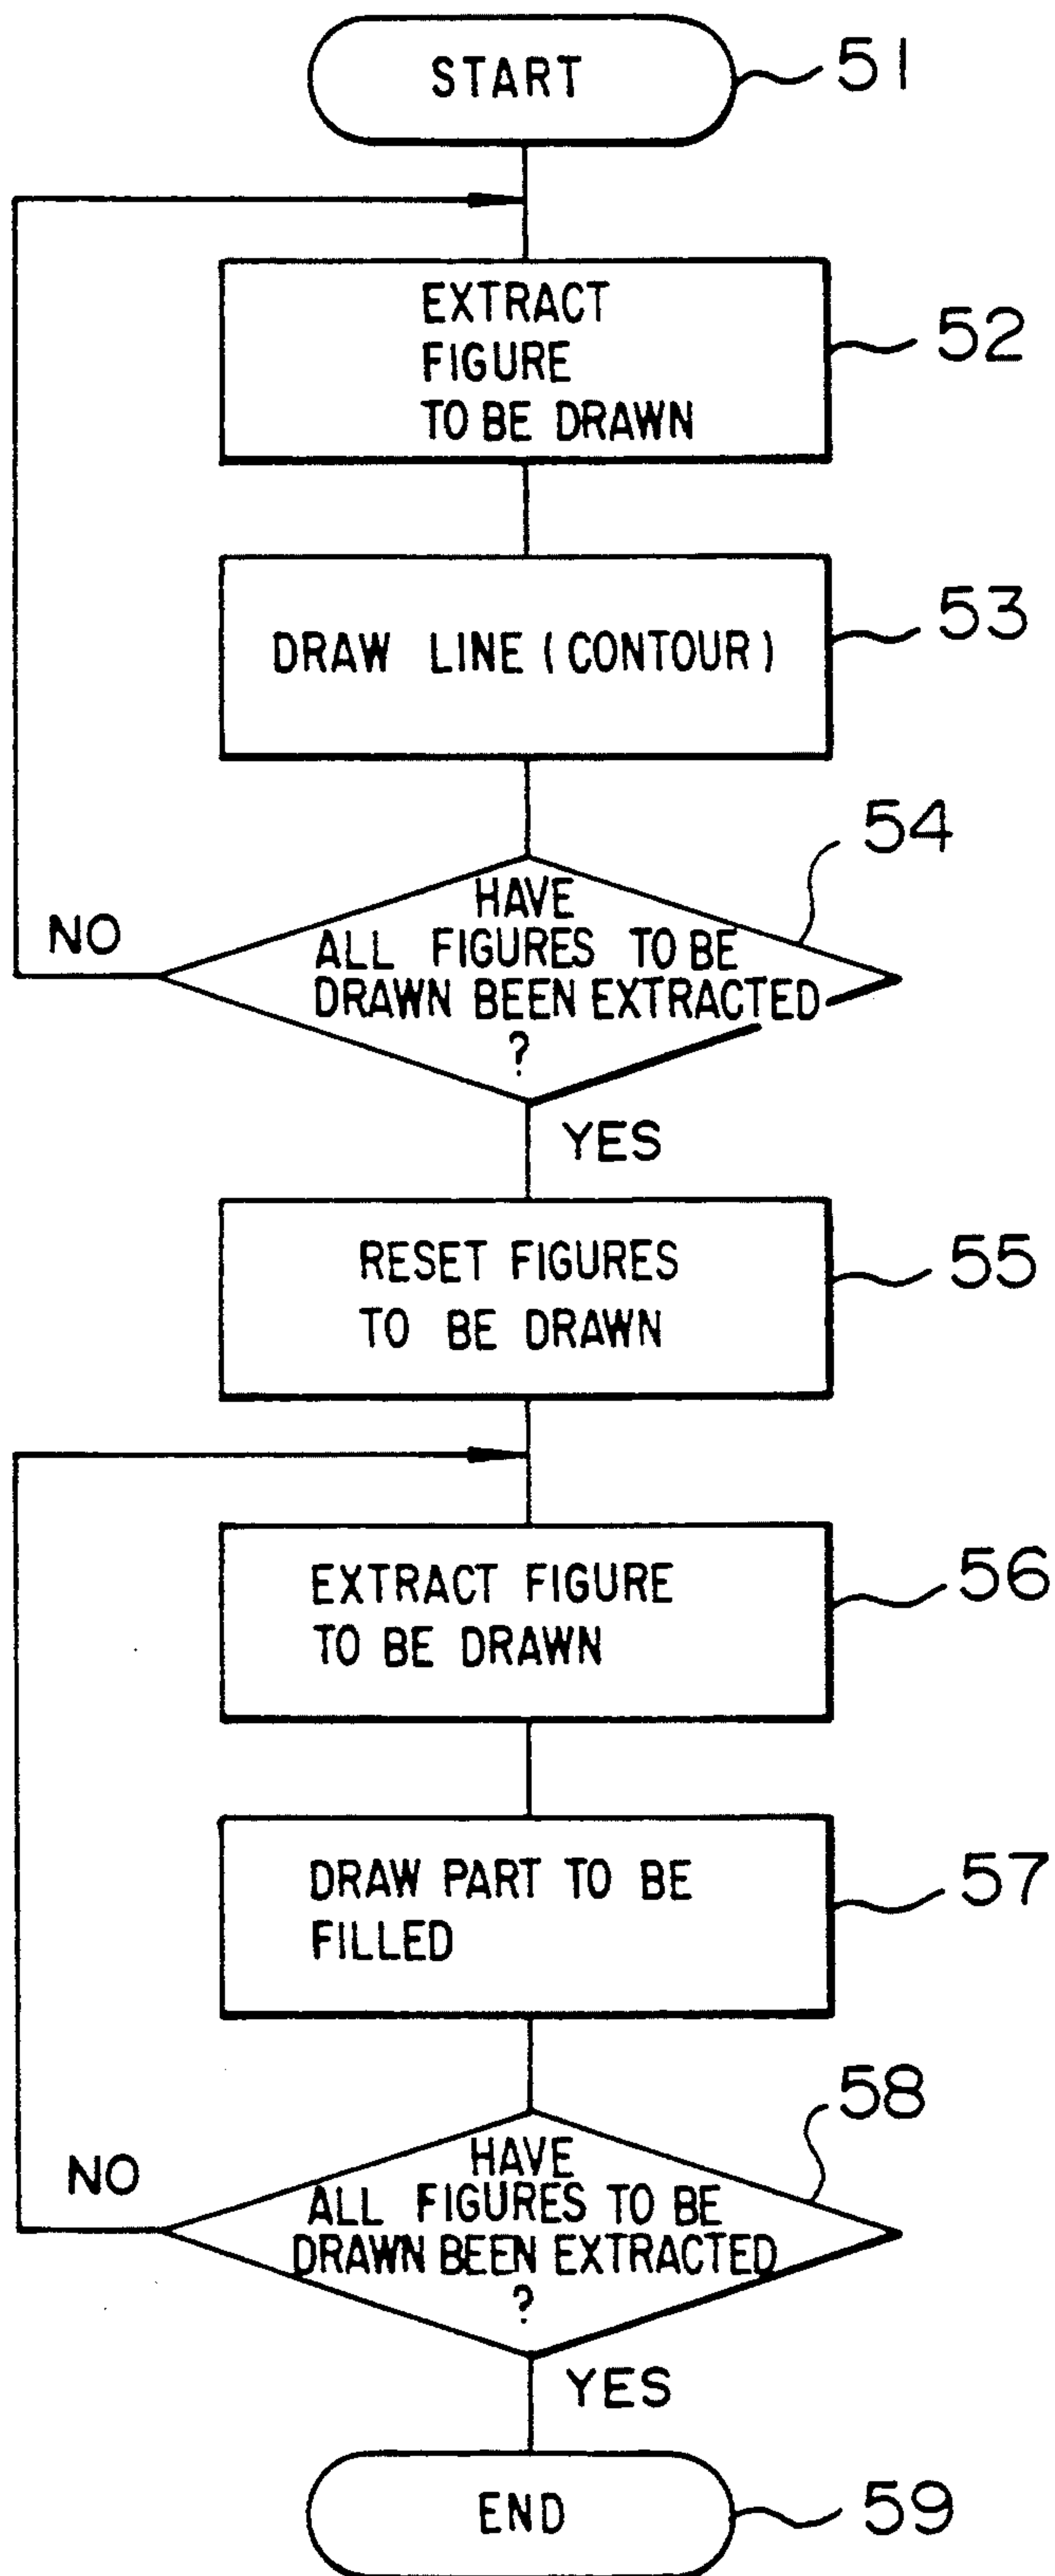 START
51
EXTRACT
FIGURE
TO BE DRAWN
52
DRAW LINE (CONTOUR)
53
54
HAVE
ALL FIGURES TO BE
DRAWN BEEN EXTRACTED
?
NO
YES
RESET FIGURES
TO BE DRAWN
55
EXTRACT FIGURE
TO BE DRAWN
56
DRAW PART TO BE
FILLED
57
58
HAVE
ALL FIGURES TO BE
DRAWN BEEN EXTRACTED
?
NO
YES
END
59